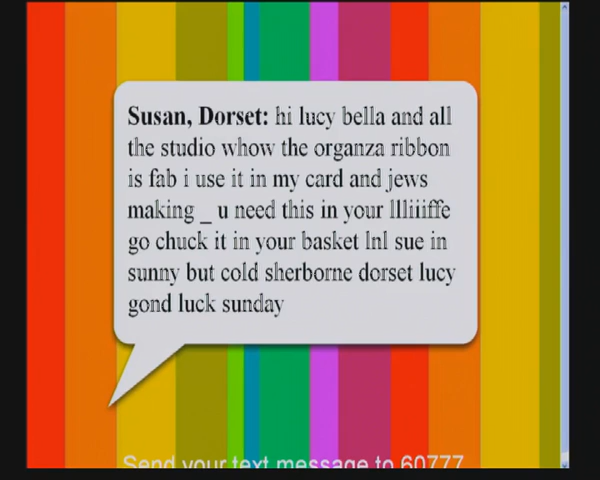 Susan, Dorset: hi lucy bella and all
the studio whow the organza ribbon
is fab i use it in my card and jews
making _ u need this in your llliiiffe
go chuck it in your basket lnl sue in
sunny but cold sherborne dorset lucy
gond luck sunday
Send your text message to 60777